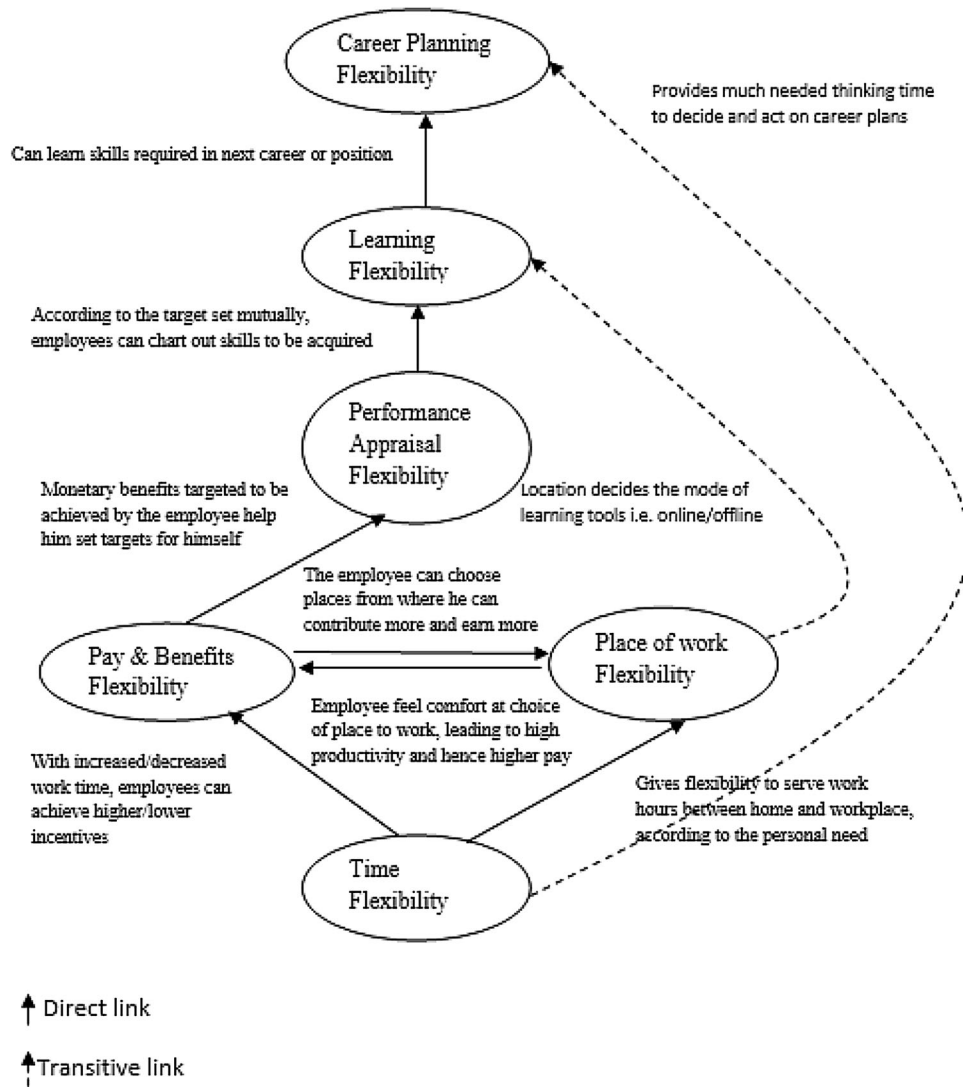 Career Planning
Flexibility
Provides much needed thinking time
to decide and act on career plans
Can learn skills required in next career or position
Learning
Flexibility
According to the target set mutually,
employees can chart out skills to be acquired
Performance
Appraisal
Flexibility
Monetary benefits targeted to be
achieved by the employee help
him set targets for himself
Location decides the mode of
learning tools i.e. online/offline
The employee can choose
places from where he can
contribute more and earn more
Pay & Benefits
Flexibility
Place of work
Flexibility
Employee feel comfort at choice
of place to work, leading to high
productivity and hence higher pay
With increased/decreased
work time, employees can
achieve higher/lower
incentives
Gives flexibility to serve work
hours between home and workplace,
according to the personal need
Time
Flexibility
Direct link
Transitive link